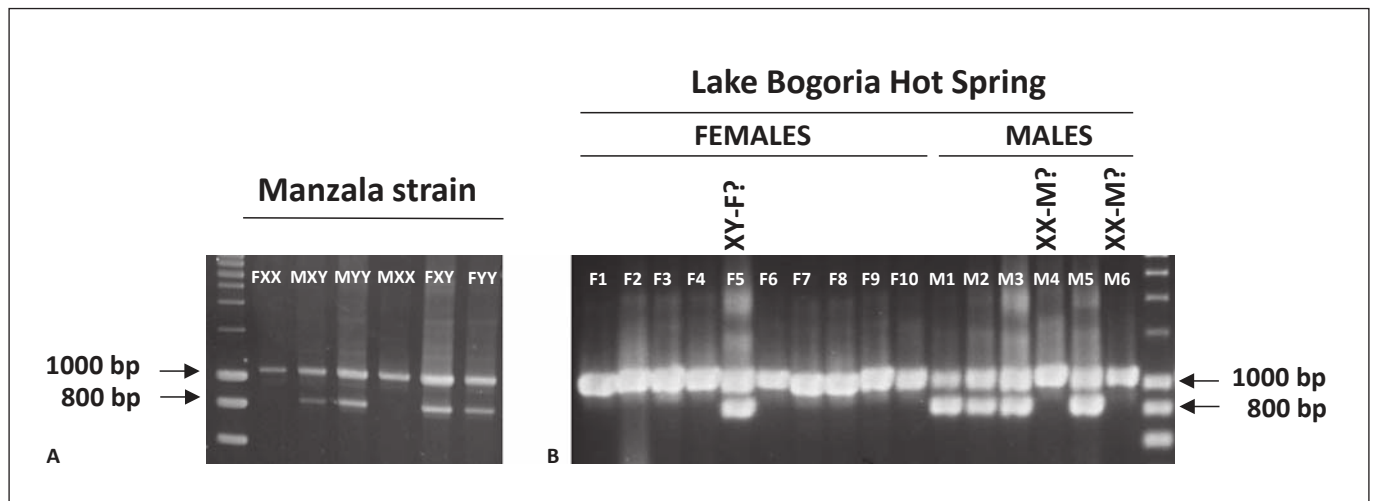 Lake Bogoria Hot Spring
FEMALES MALES
Manzala strain
XY-F? XX-M? XX-M?
FXX MXY MYY MXX FXY FYY
F1 F2 F3 F4 F5 F6 F7 F8 F9 F10 M1 M2 M3 M4 M5 M6
1000 bp 1000 bp
800 bp 800 bp
A B